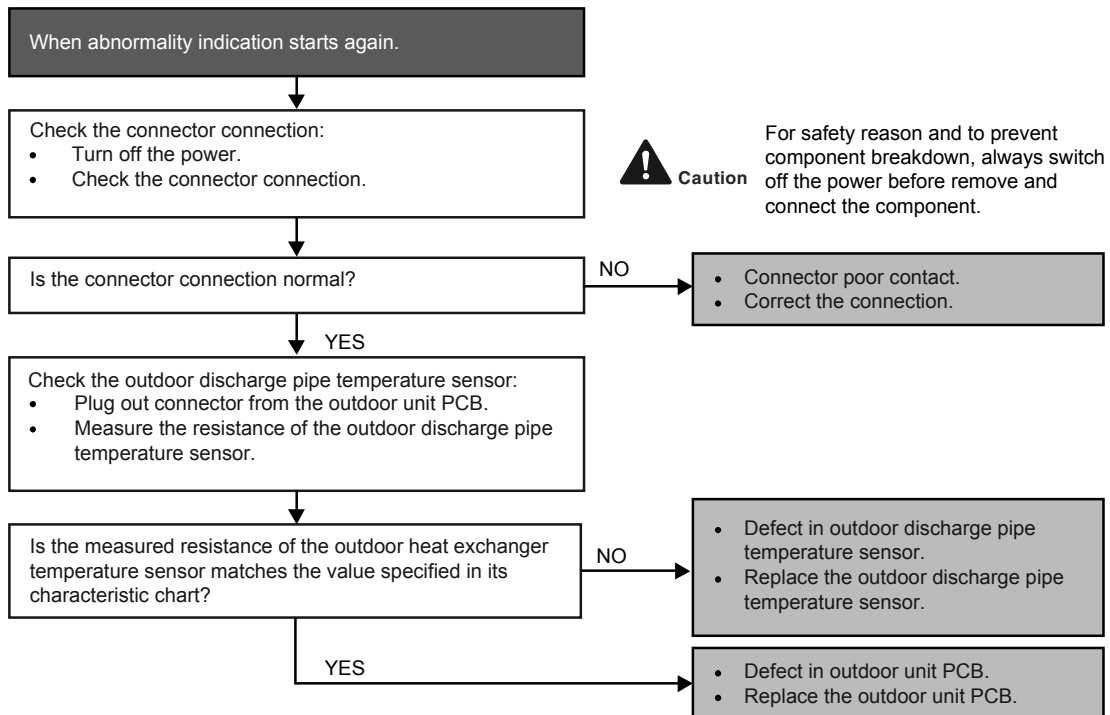 When abnormality indication starts again.
Check the connector connection:
• Turn off the power.
• Check the connector connection.
Caution
For safety reason and to prevent
component breakdown, always switch
off the power before remove and
connect the component.
Is the connector connection normal?
NO
• Connector poor contact.
• Correct the connection.
YES
Check the outdoor discharge pipe temperature sensor:
• Plug out connector from the outdoor unit PCB.
• Measure the resistance of the outdoor discharge pipe
temperature sensor.
Is the measured resistance of the outdoor heat exchanger
temperature sensor matches the value specified in its
characteristic chart?
NO
• Defect in outdoor discharge pipe
temperature sensor.
• Replace the outdoor discharge pipe
temperature sensor.
YES
• Defect in outdoor unit PCB.
• Replace the outdoor unit PCB.